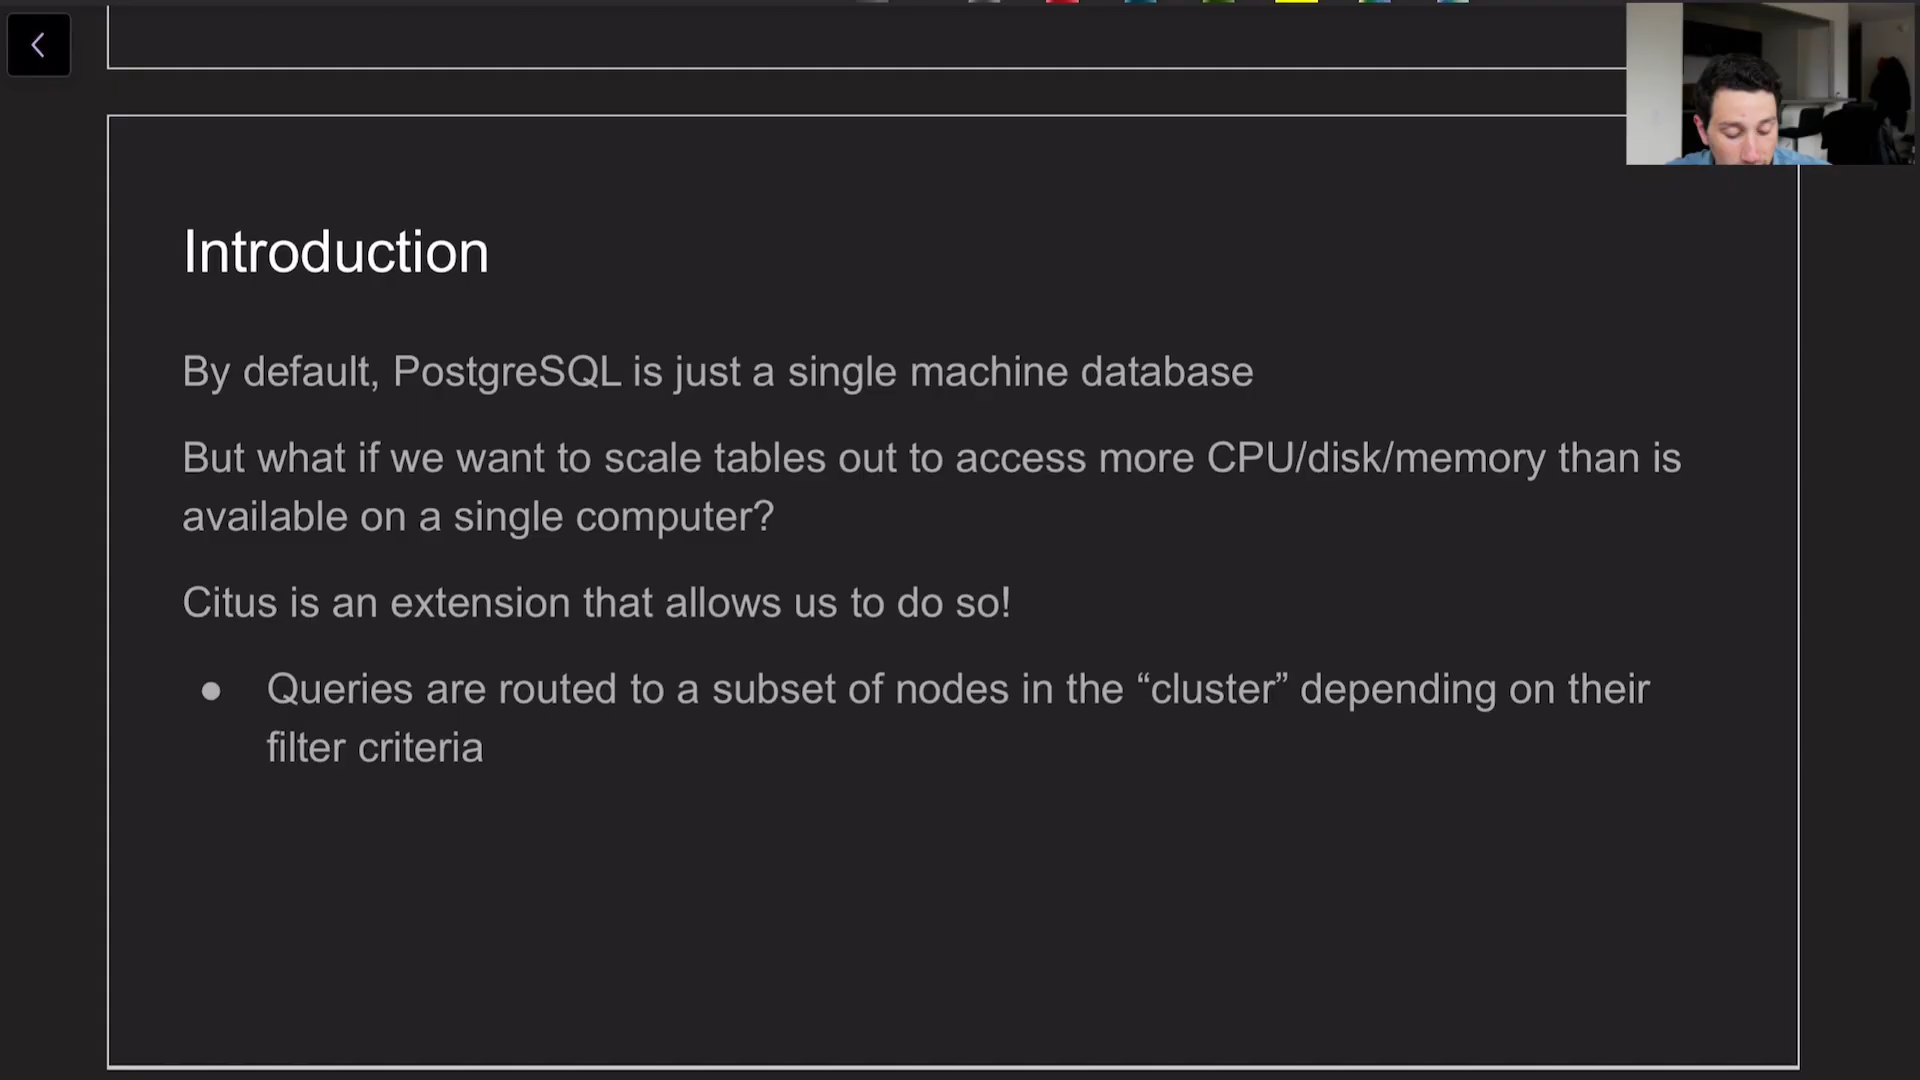 Introduction
By default, PostgreSQL is just a single machine database
But what if we want to scale tables out to access more CPU/disk/memory than is
available on a single computer?
Citus is an extension that allows us to do so!
● Queries are routed to a subset of nodes in the “cluster” depending on their
filter criteria